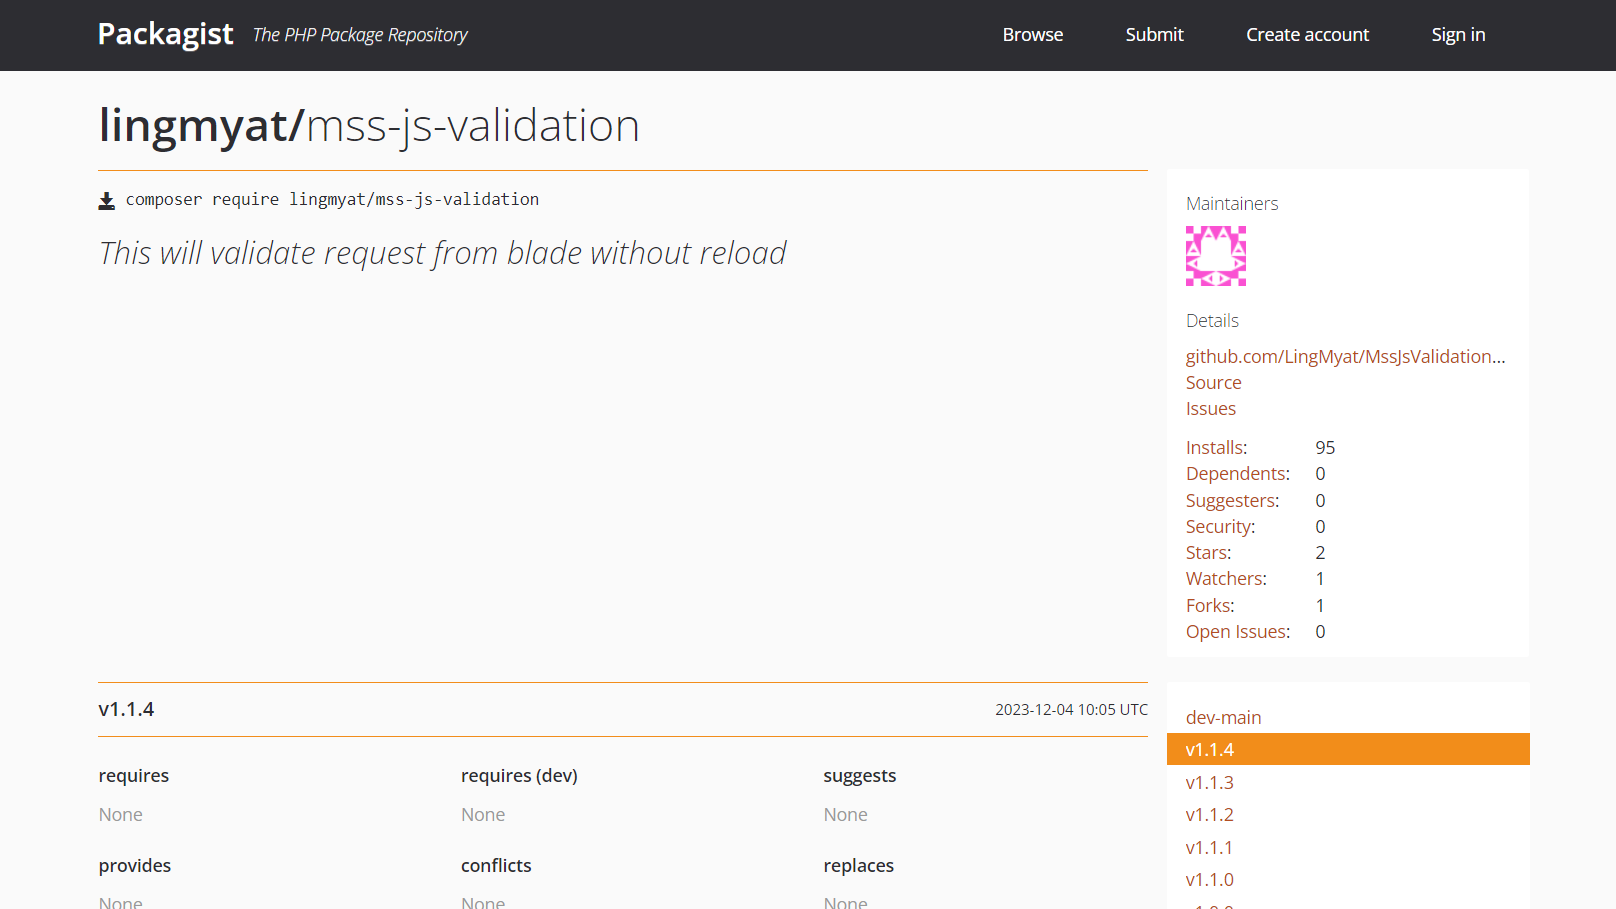 Packagist The PHP Package Repository Browse Submit Create account Sign in
lingmyat/mss-js-validation
composer require lingmyat/mss-js-validation
This will validate request from blade without reload
Maintainers
Details
github.com/LingMyat/MssJsValidation...
Source
Issues
Installs: 95
Dependents: 0
Suggesters: 0
Security: 0
Stars: 2
Watchers: 1
Forks: 1
Open Issues: 0
v1.1.4 2023-12-04 10:05 UTC
requires requires (dev) suggests
None None None
provides conflicts replaces
None None None
dev-main
v1.1.4
v1.1.3
v1.1.2
v1.1.1
v1.1.0